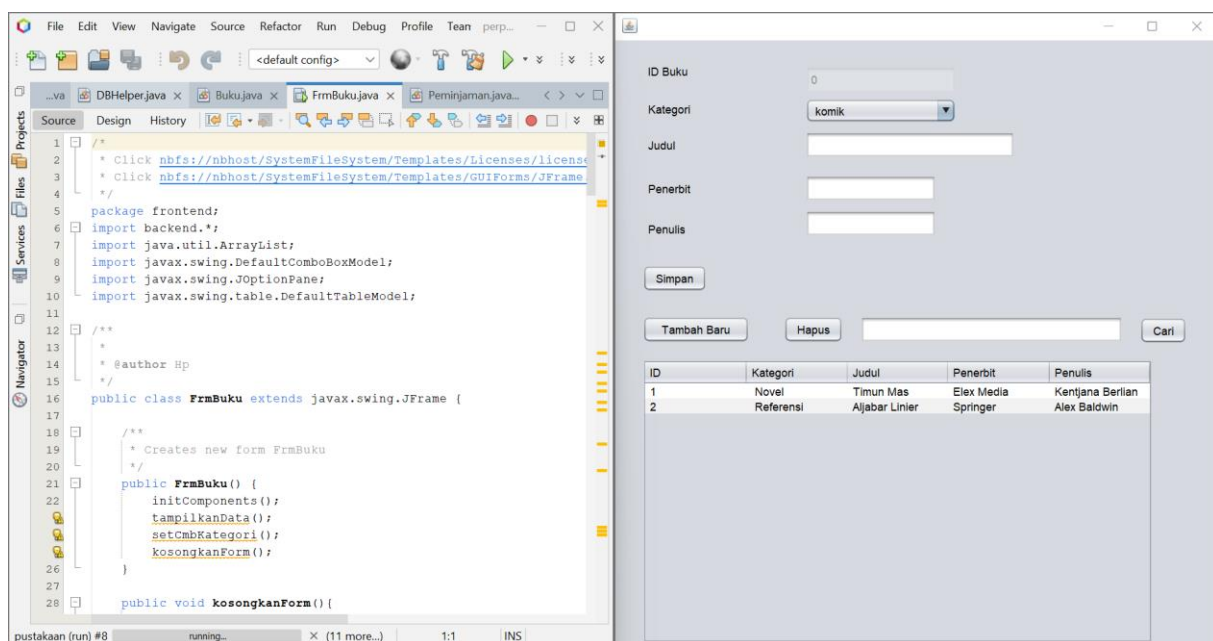 File Edit View Navigate Source Refactor Run Debug Profile Tean perp...
<default config>
...va DBHelper.java Buku.java FrmBuku.java Peminjaman.java...
Source Design History
Projects
Files
Services
Navigator
1 /*
2 * Click nbfs://nbhost/SystemFileSystem/Templates/Licenses/license
3 * Click nbfs://nbhost/SystemFileSystem/Templates/GUIForms/JFrame.
4 */
5 package frontend;
6 import backend.*;
7 import java.util.ArrayList;
8 import javax.swing.DefaultComboBoxModel;
9 import javax.swing.JOptionPane;
10 import javax.swing.table.DefaultTableModel;
11
12 /**
13 *
14 * @author Hp
15 */
16 public class FrmBuku extends javax.swing.JFrame {
17
18 /**
19 * Creates new form FrmBuku
20 */
21 public FrmBuku() {
22 initComponents();
tampilkanData();
setCmbKategori();
kosongkanForm();
26 }
27
28 public void kosongkanForm(){
pustakaan (run) #8 running... (11 more...) 1:1 INS
ID Buku 0
Kategori komik
Judul
Penerbit
Penulis
Simpan
Tambah Baru Hapus Cari
ID Kategori Judul Penerbit Penulis
1 Novel Timun Mas Elex Media Kentjana Berlian
2 Referensi Aljabar Linier Springer Alex Baldwin